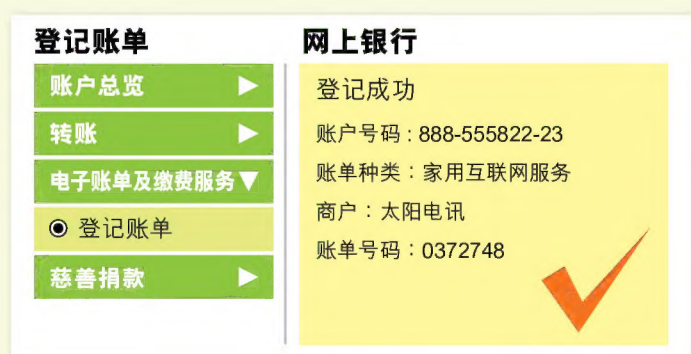 登记账单
账户总览
转账
电子账单及缴费服务
登记账单
慈善捐款
网上银行
登记成功
账户号码：888-555822-23
账单种类：家用互联网服务
商户：太阳电讯
账单号码：0372748